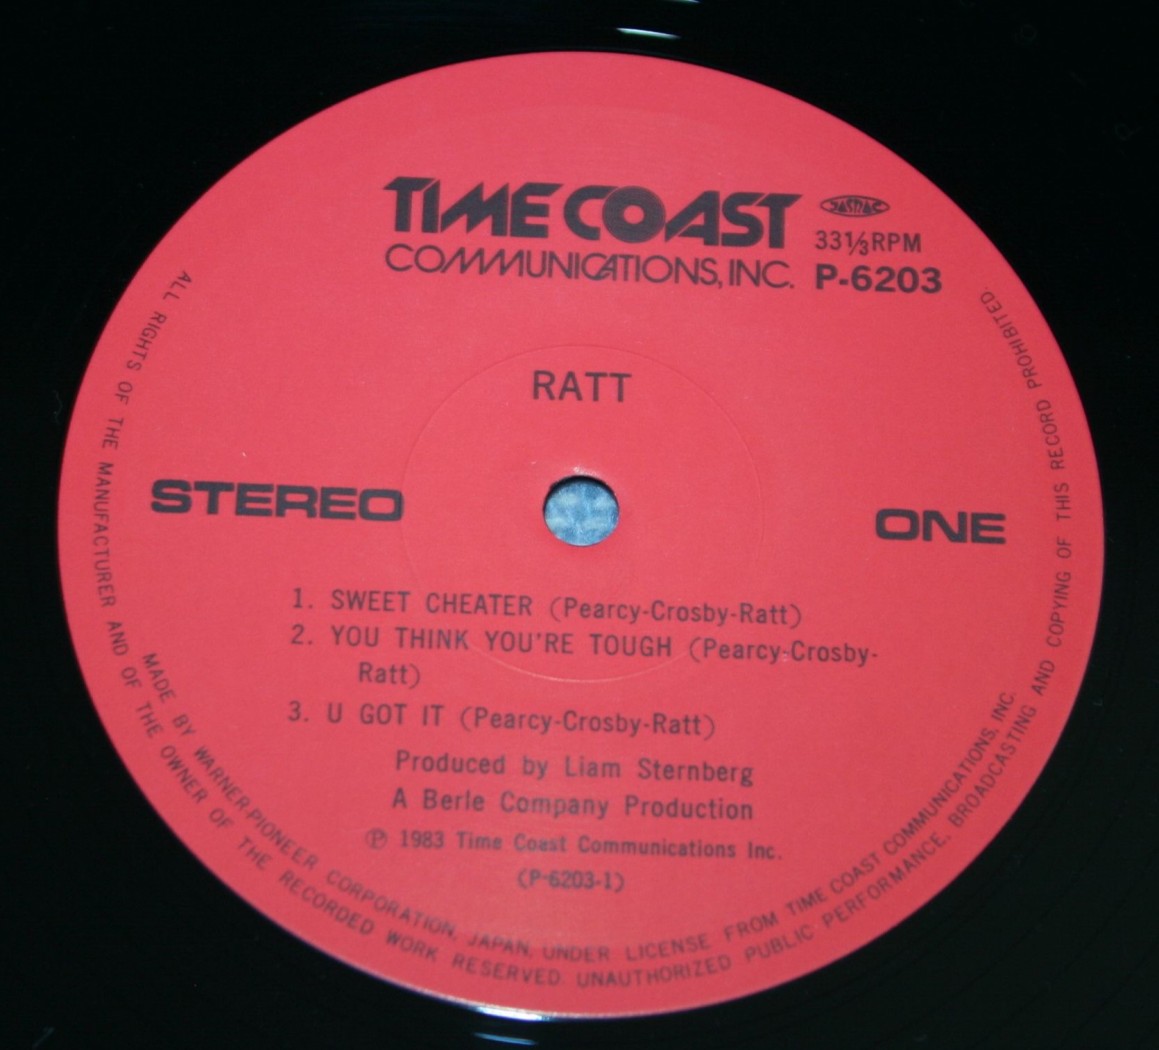 TIME COAST
COMMUNICATIONS, INC.
JASRAC
33⅓RPM
P-6203
RATT
STEREO
ONE
1. SWEET CHEATER (Pearcy-Crosby-Ratt)
2. YOU THINK YOU'RE TOUGH (Pearcy-Crosby-
Ratt)
3. U GOT IT (Pearcy-Crosby-Ratt)
Produced by Liam Sternberg
A Berle Company Production
Ⓟ 1983 Time Coast Communications Inc.
(P-6203-1)
MADE BY WARNER-PIONEER CORPORATION, JAPAN, UNDER LICENSE FROM TIME COAST COMMUNICATIONS, INC.
ALL RIGHTS OF THE MANUFACTURER AND OF THE OWNER OF THE RECORDED WORK RESERVED. UNAUTHORIZED PUBLIC PERFORMANCE, BROADCASTING AND COPYING OF THIS RECORD PROHIBITED.